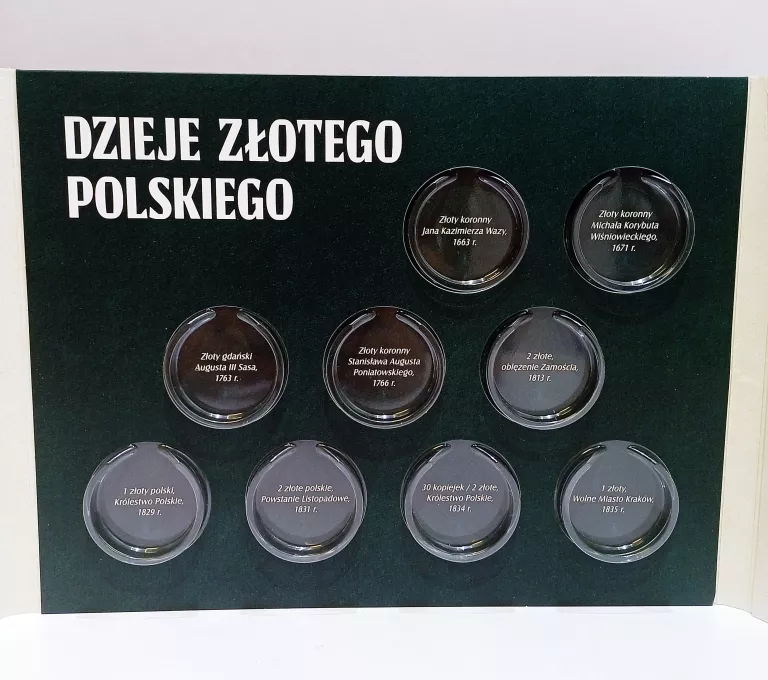 DZIEJE ZŁOTEGO
POLSKIEGO
Złoty koronny
Jana Kazimierza Wazy,
1663 r.
Złoty koronny
Michała Korybuta
Wiśniowieckiego,
1671 r.
Złoty gdański
Augusta III Sasa,
1763 r.
Złoty koronny
Stanisława Augusta
Poniatowskiego,
1766 r.
2 złote,
oblężenie Zamościa,
1813 r.
1 złoty polski,
Królestwo Polskie,
1829 r.
2 złote polskie,
Powstanie Listopadowe,
1831 r.
30 kopiejek / 2 złote,
Królestwo Polskie,
1834 r.
1 złoty,
Wolne Miasto Kraków,
1835 r.